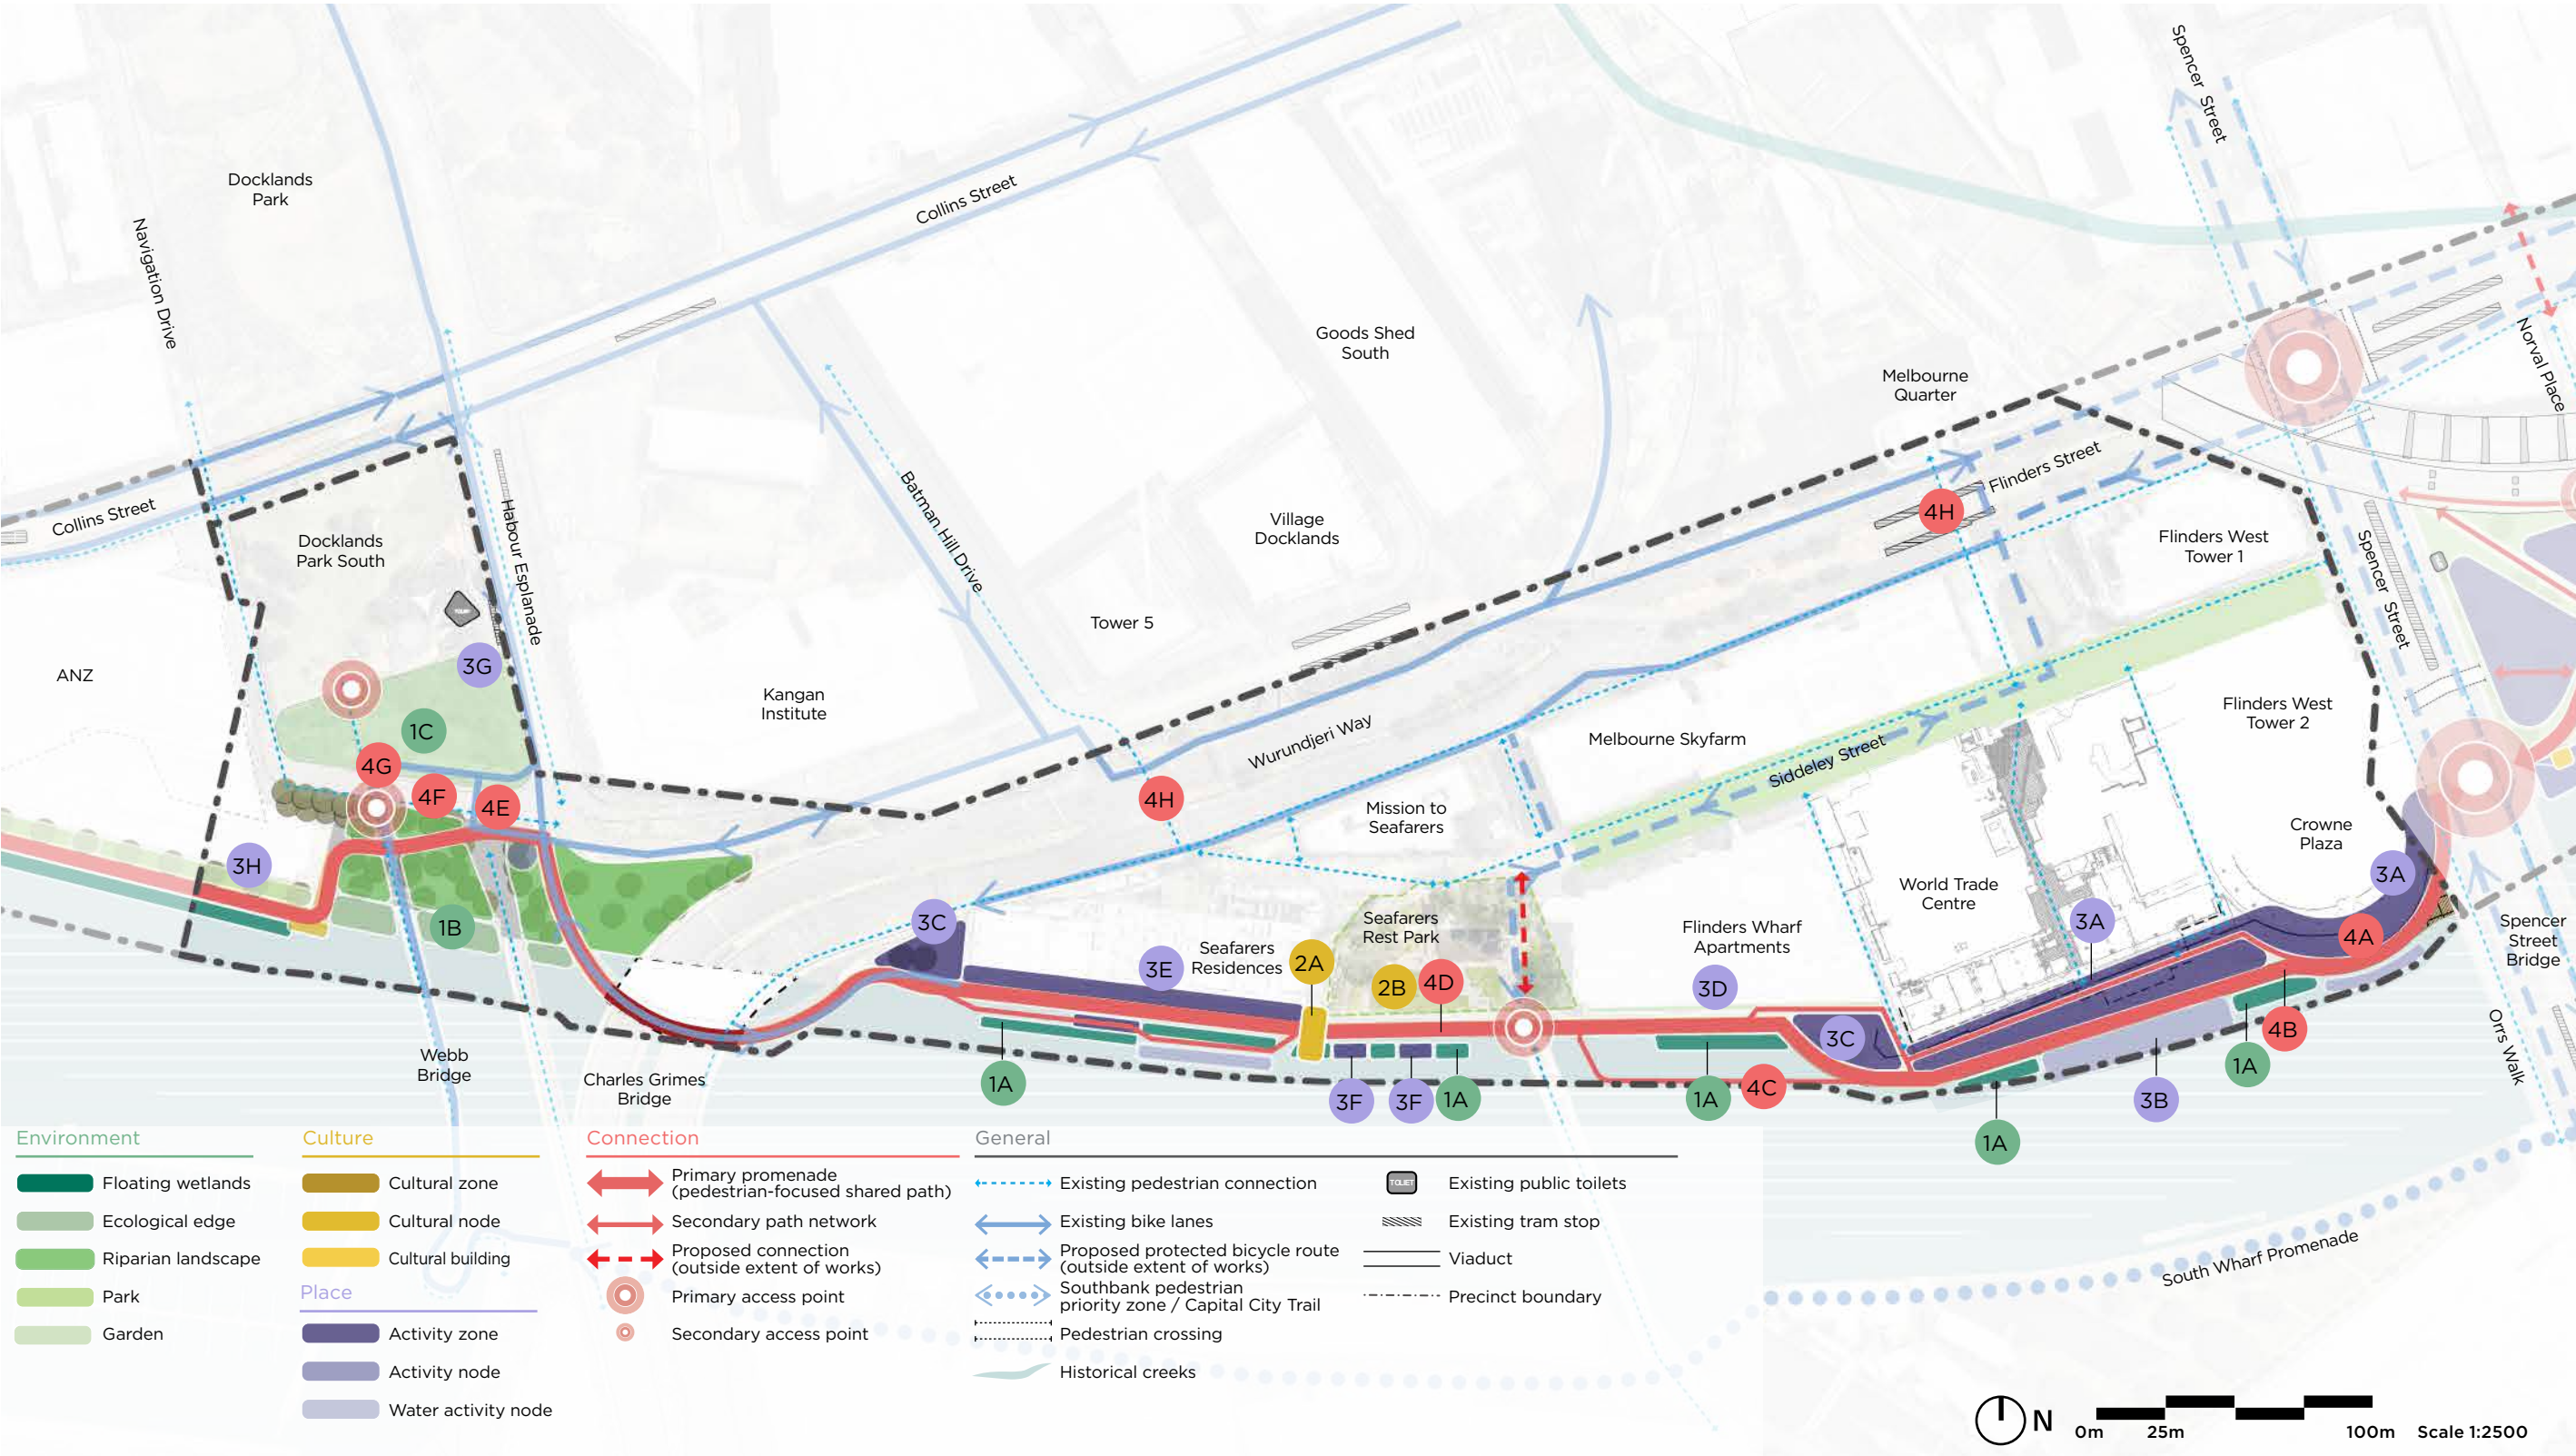 Spencer Street
Docklands
Park
Navigation Drive
Collins Street
Goods Shed
South
Norval Place
Melbourne
Quarter
Flinders Street
4H
Collins Street
Habour Esplanade
Batman Hill Drive
Docklands
Park South
Village
Docklands
Flinders West
Tower 1
Spencer Street
TOILET
Tower 5
3G
ANZ
Kangan
Institute
Flinders West
Tower 2
1C
Wurundjeri Way
Melbourne Skyfarm
Siddeley Street
4G
4F
4E
4H
Mission to
Seafarers
Crowne
Plaza
3H
3A
World Trade
Centre
1B
3C
Seafarers
Rest Park
Flinders Wharf
Apartments
3A
4A
Spencer
Street
Bridge
3E
Seafarers
Residences
2A
2B
4D
3D
3C
4B
Orrs Walk
Webb
Bridge
Charles Grimes
Bridge
1A
3F
3F
1A
1A
4C
1A
3B
1A
South Wharf Promenade
Environment
Floating wetlands
Ecological edge
Riparian landscape
Park
Garden
Culture
Cultural zone
Cultural node
Cultural building
Place
Activity zone
Activity node
Water activity node
Connection
Primary promenade
(pedestrian-focused shared path)
Secondary path network
Proposed connection
(outside extent of works)
Primary access point
Secondary access point
General
Existing pedestrian connection
Existing bike lanes
Proposed protected bicycle route
(outside extent of works)
Southbank pedestrian
priority zone / Capital City Trail
Pedestrian crossing
Historical creeks
TOILET
Existing public toilets
Existing tram stop
Viaduct
Precinct boundary
N
0m
25m
100m
Scale 1:2500